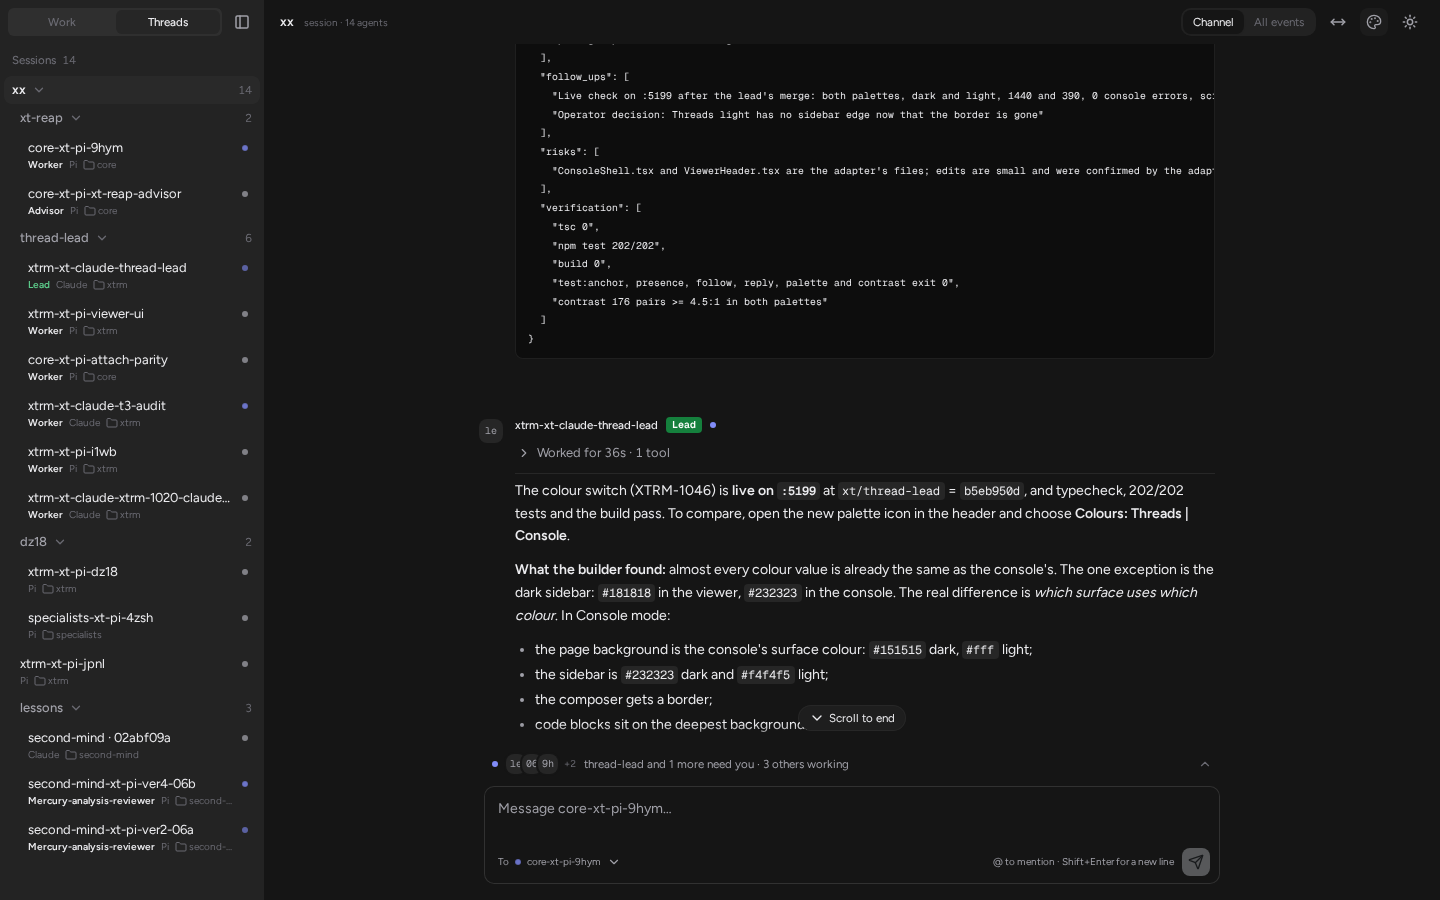 Work
Threads
Sessions 14
xx 14
xt-reap 2
core-xt-pi-9hym
Worker Pi core
core-xt-pi-xt-reap-advisor
Advisor Pi core
thread-lead 6
xtrm-xt-claude-thread-lead
Lead Claude xtrm
xtrm-xt-pi-viewer-ui
Worker Pi xtrm
core-xt-pi-attach-parity
Worker Pi core
xtrm-xt-claude-t3-audit
Worker Claude xtrm
xtrm-xt-pi-i1wb
Worker Pi xtrm
xtrm-xt-claude-xtrm-1020-claude...
Worker Claude xtrm
dz18 2
xtrm-xt-pi-dz18
Pi xtrm
specialists-xt-pi-4zsh
Pi specialists
xtrm-xt-pi-jpnl
Pi xtrm
lessons 3
second-mind · 02abf09a
Claude second-mind
second-mind-xt-pi-ver4-06b
Mercury-analysis-reviewer Pi second-...
second-mind-xt-pi-ver2-06a
Mercury-analysis-reviewer Pi second-...
xx session · 14 agents
Channel
All events
],
"follow_ups": [
"Live check on :5199 after the lead's merge: both palettes, dark and light, 1440 and 390, 0 console errors,
"Operator decision: Threads light has no sidebar edge now that the border is gone"
],
"risks": [
"ConsoleShell.tsx and ViewerHeader.tsx are the adapter's files; edits are small and were confirmed by the
],
"verification": [
"tsc 0",
"npm test 202/202",
"build 0",
"test:anchor, presence, follow, reply, palette and contrast exit 0",
"contrast 176 pairs >= 4.5:1 in both palettes"
]
}
le
xtrm-xt-claude-thread-lead Lead
Worked for 36s · 1 tool
The colour switch (XTRM-1046) is live on :5199 at xt/thread-lead = b5eb950d, and typecheck, 202/202
tests and the build pass. To compare, open the new palette icon in the header and choose Colours: Threads |
Console.
What the builder found: almost every colour value is already the same as the console's. The one exception is the
dark sidebar: #181818 in the viewer, #232323 in the console. The real difference is which surface uses which
colour. In Console mode:
• the page background is the console's surface colour: #151515 dark, #fff light;
• the sidebar is #232323 dark and #f4f4f5 light;
• the composer gets a border;
• code blocks sit on the deepest background.
Scroll to end
le 06 9h +2 thread-lead and 1 more need you · 3 others working
Message core-xt-pi-9hym...
To core-xt-pi-9hym
@ to mention · Shift+Enter for a new line